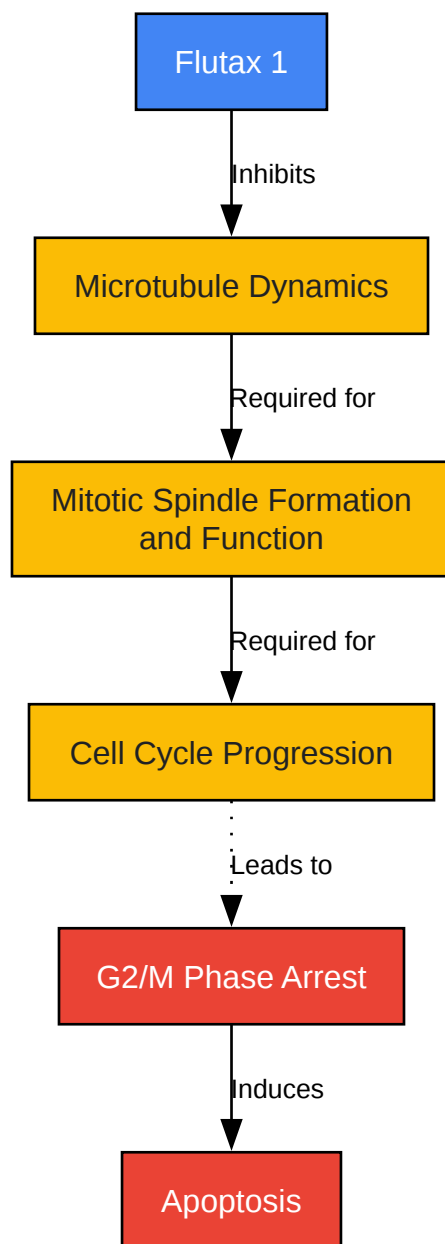 Flutax 1
Inhibits
Microtubule Dynamics
Required for
Mitotic Spindle Formation
and Function
Required for
Cell Cycle Progression
Leads to
G2/M Phase Arrest
Induces
Apoptosis